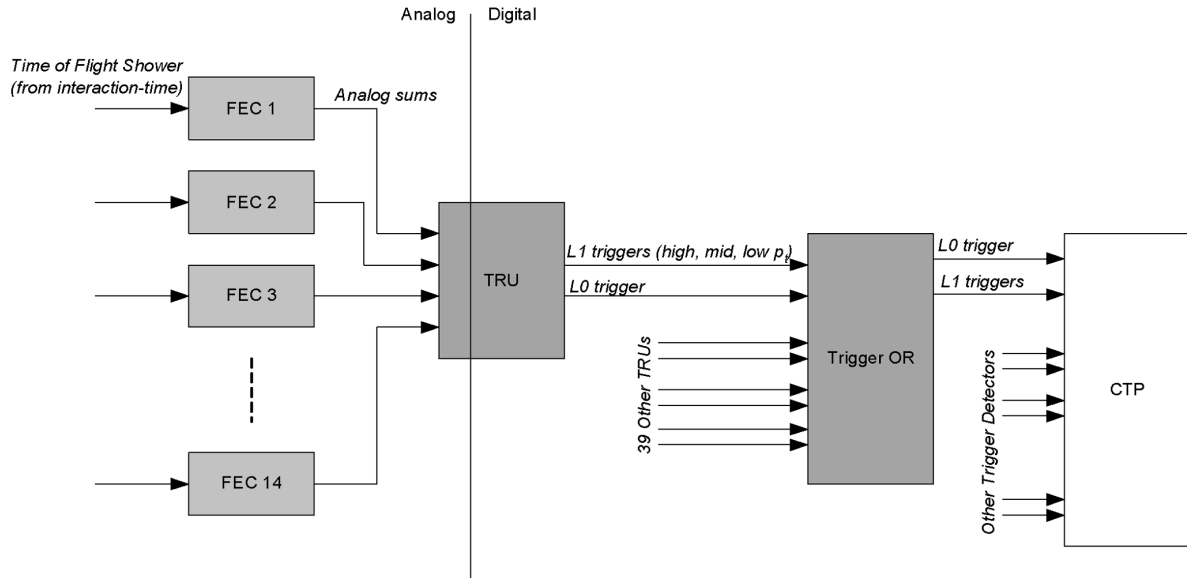 Analog
Digital
Time of Flight Shower
(from interaction-time)
FEC 1
Analog sums
FEC 2
FEC 3
FEC 14
TRU
L1 triggers (high, mid, low pt)
L0 trigger
39 Other TRUs
Trigger OR
L0 trigger
L1 triggers
Other Trigger Detectors
CTP